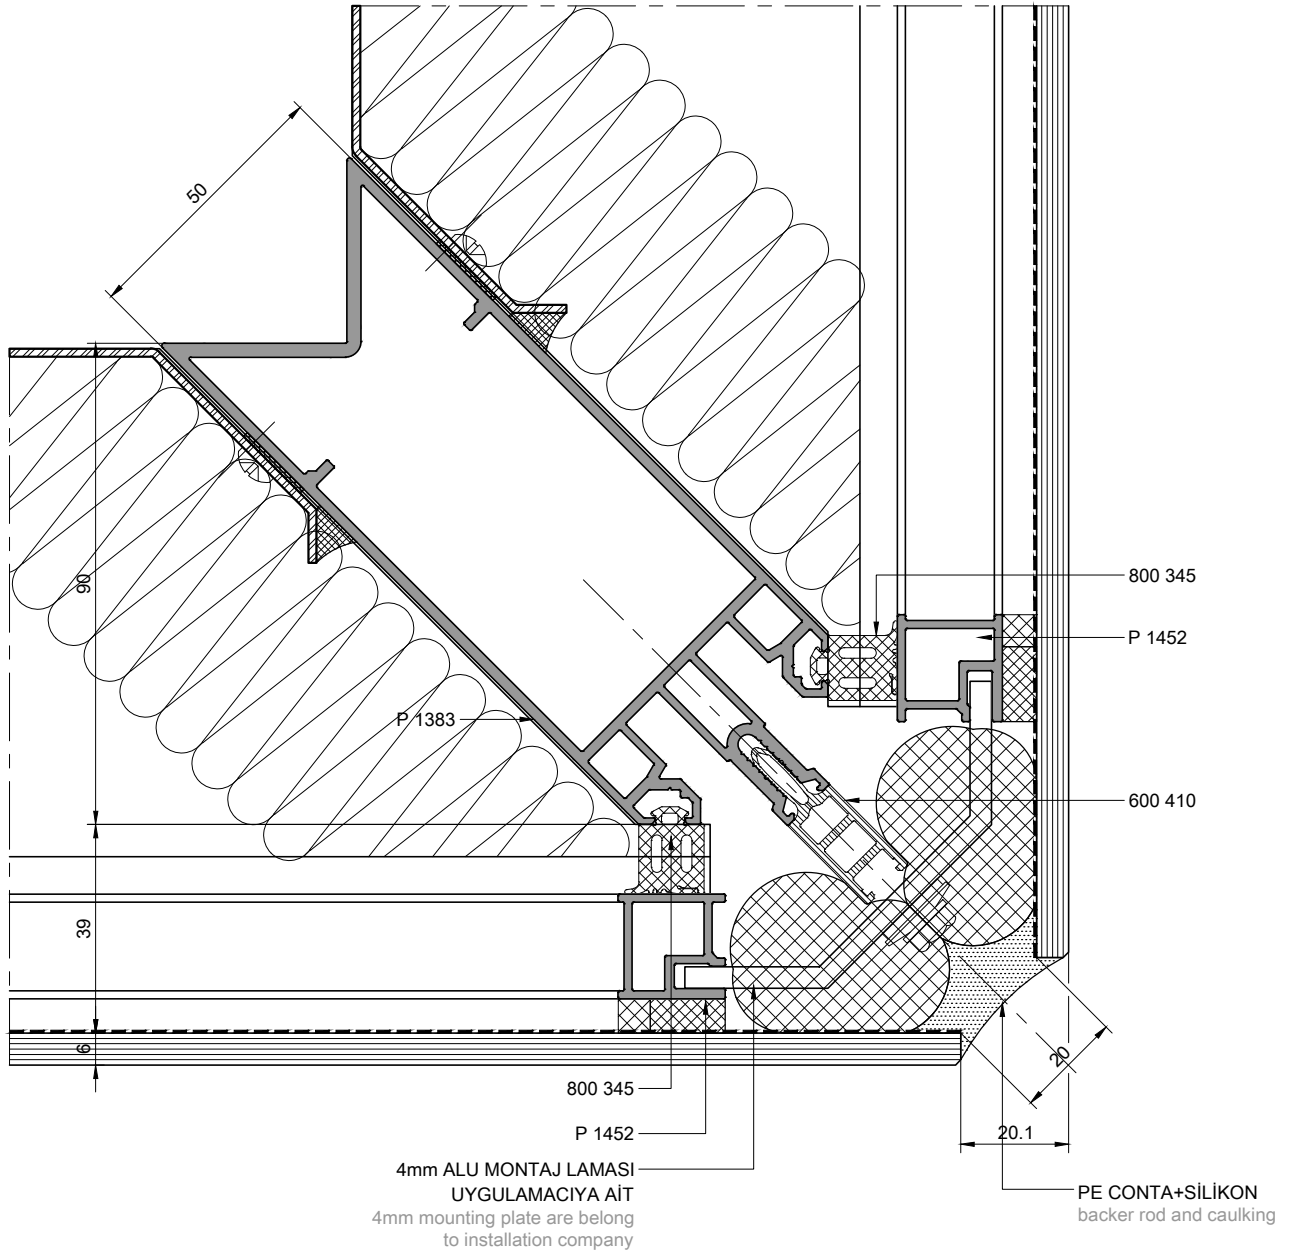 50
90
800 345
P 1452
P 1383
600 410
39
6
20
800 345
20.1
P 1452
4mm ALU MONTAJ LAMASI
UYGULAMACIYA AİT
4mm mounting plate are belong
to installation company
PE CONTA+SİLİKON
backer rod and caulking